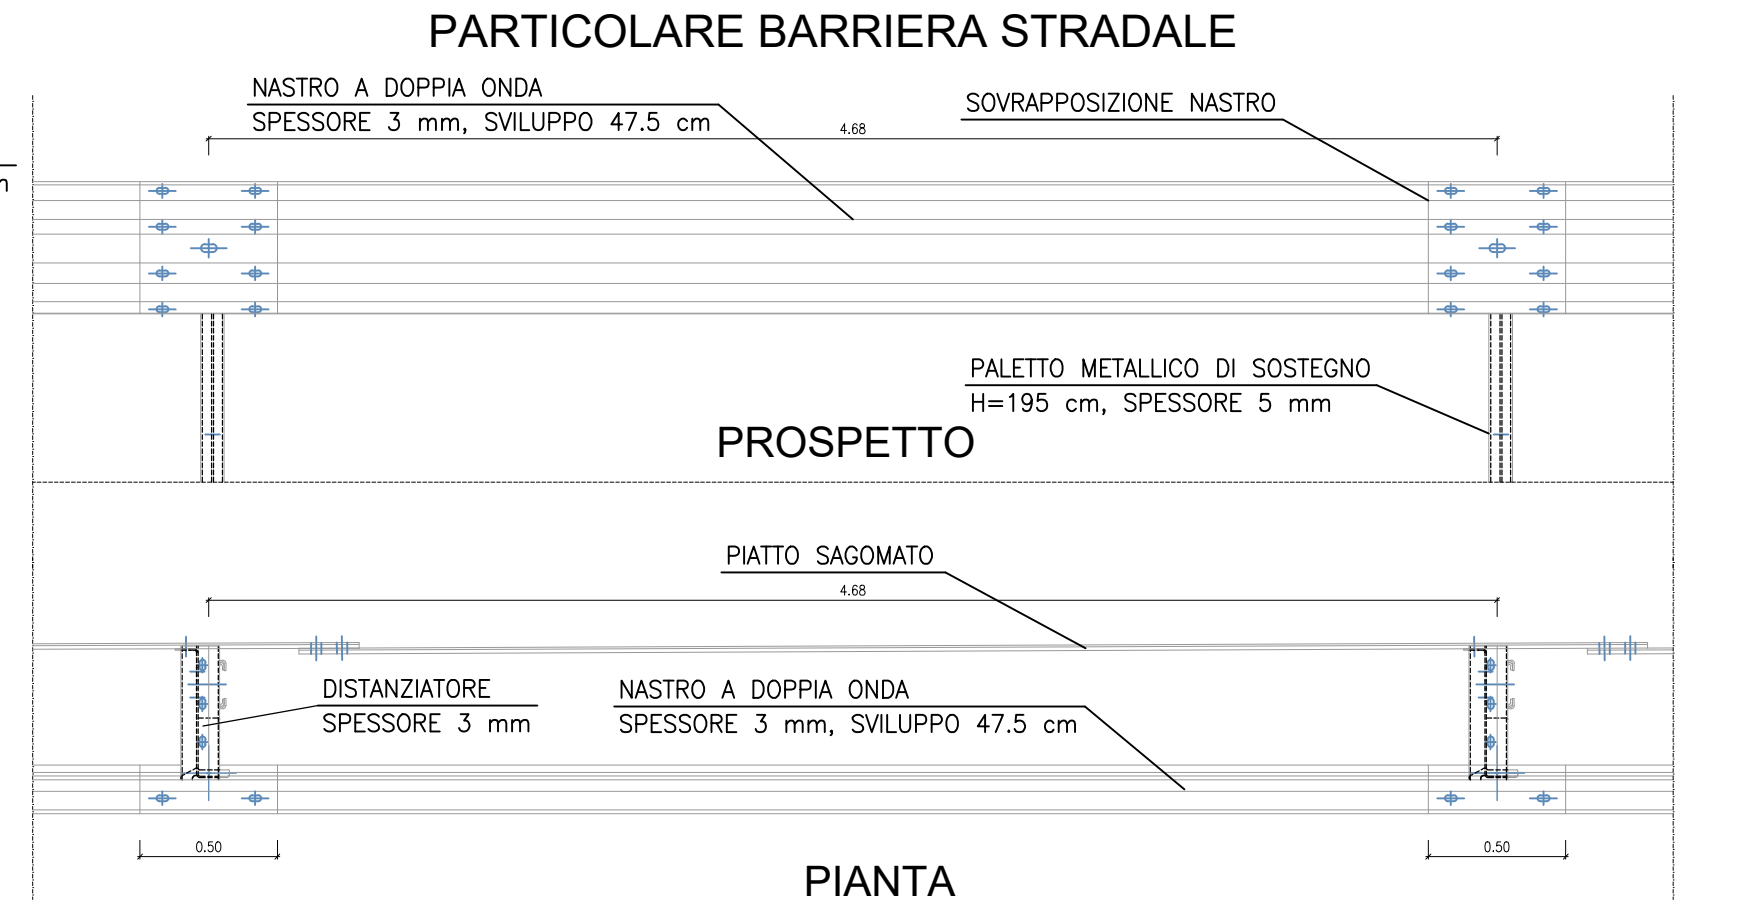 PARTICOLARE BARRIERA STRADALE
NASTRO A DOPPIA ONDA
SPESSORE 3 mm, SVILUPPO 47.5 cm
SOVRAPPOSIZIONE NASTRO
4.68
PALETTO METALLICO DI SOSTEGNO
H=195 cm, SPESSORE 5 mm
PROSPETTO
PIATTO SAGOMATO
4.68
DISTANZIATORE
SPESSORE 3 mm
NASTRO A DOPPIA ONDA
SPESSORE 3 mm, SVILUPPO 47.5 cm
0.50
0.50
PIANTA